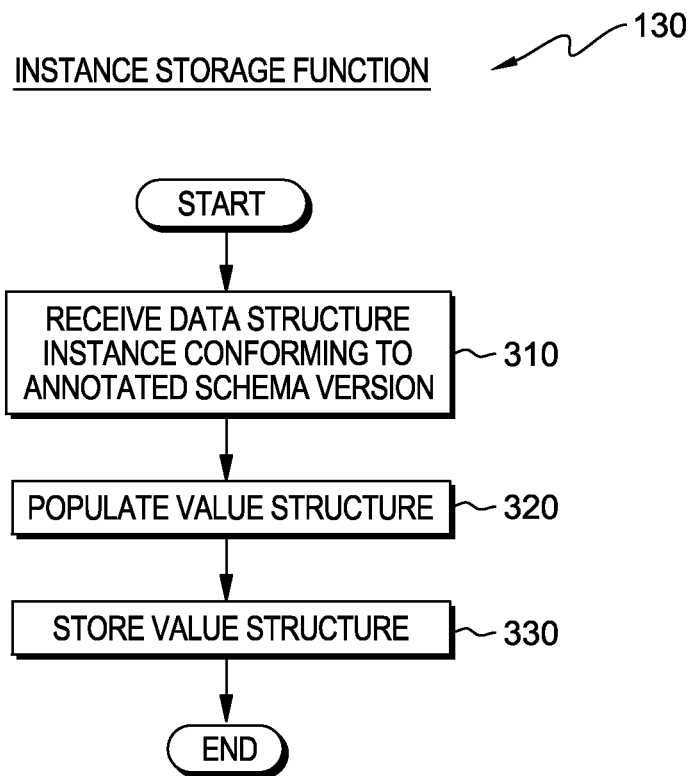 130
INSTANCE STORAGE FUNCTION
START
RECEIVE DATA STRUCTURE
INSTANCE CONFORMING TO
ANNOTATED SCHEMA VERSION
310
POPULATE VALUE STRUCTURE
320
STORE VALUE STRUCTURE
330
END